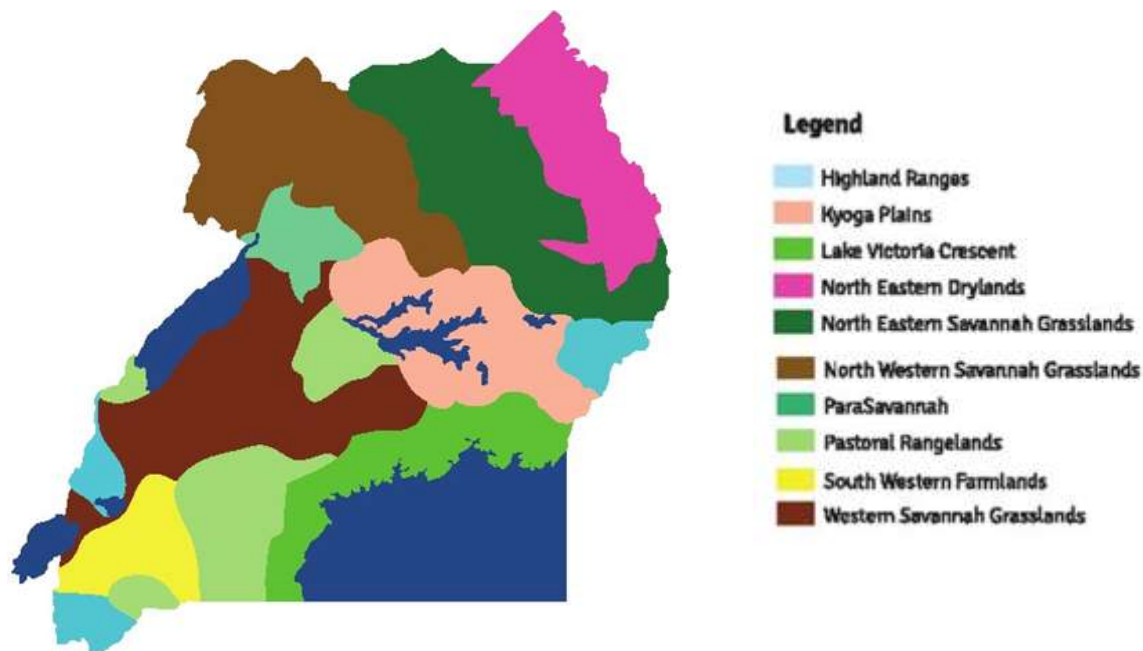 Legend
Highland Ranges
Kyoga Plains
Lake Victoria Crescent
North Eastern Drylands
North Eastern Savannah Grasslands
North Western Savannah Grasslands
ParaSavannah
Pastoral Rangelands
South Western Farmlands
Western Savannah Grasslands